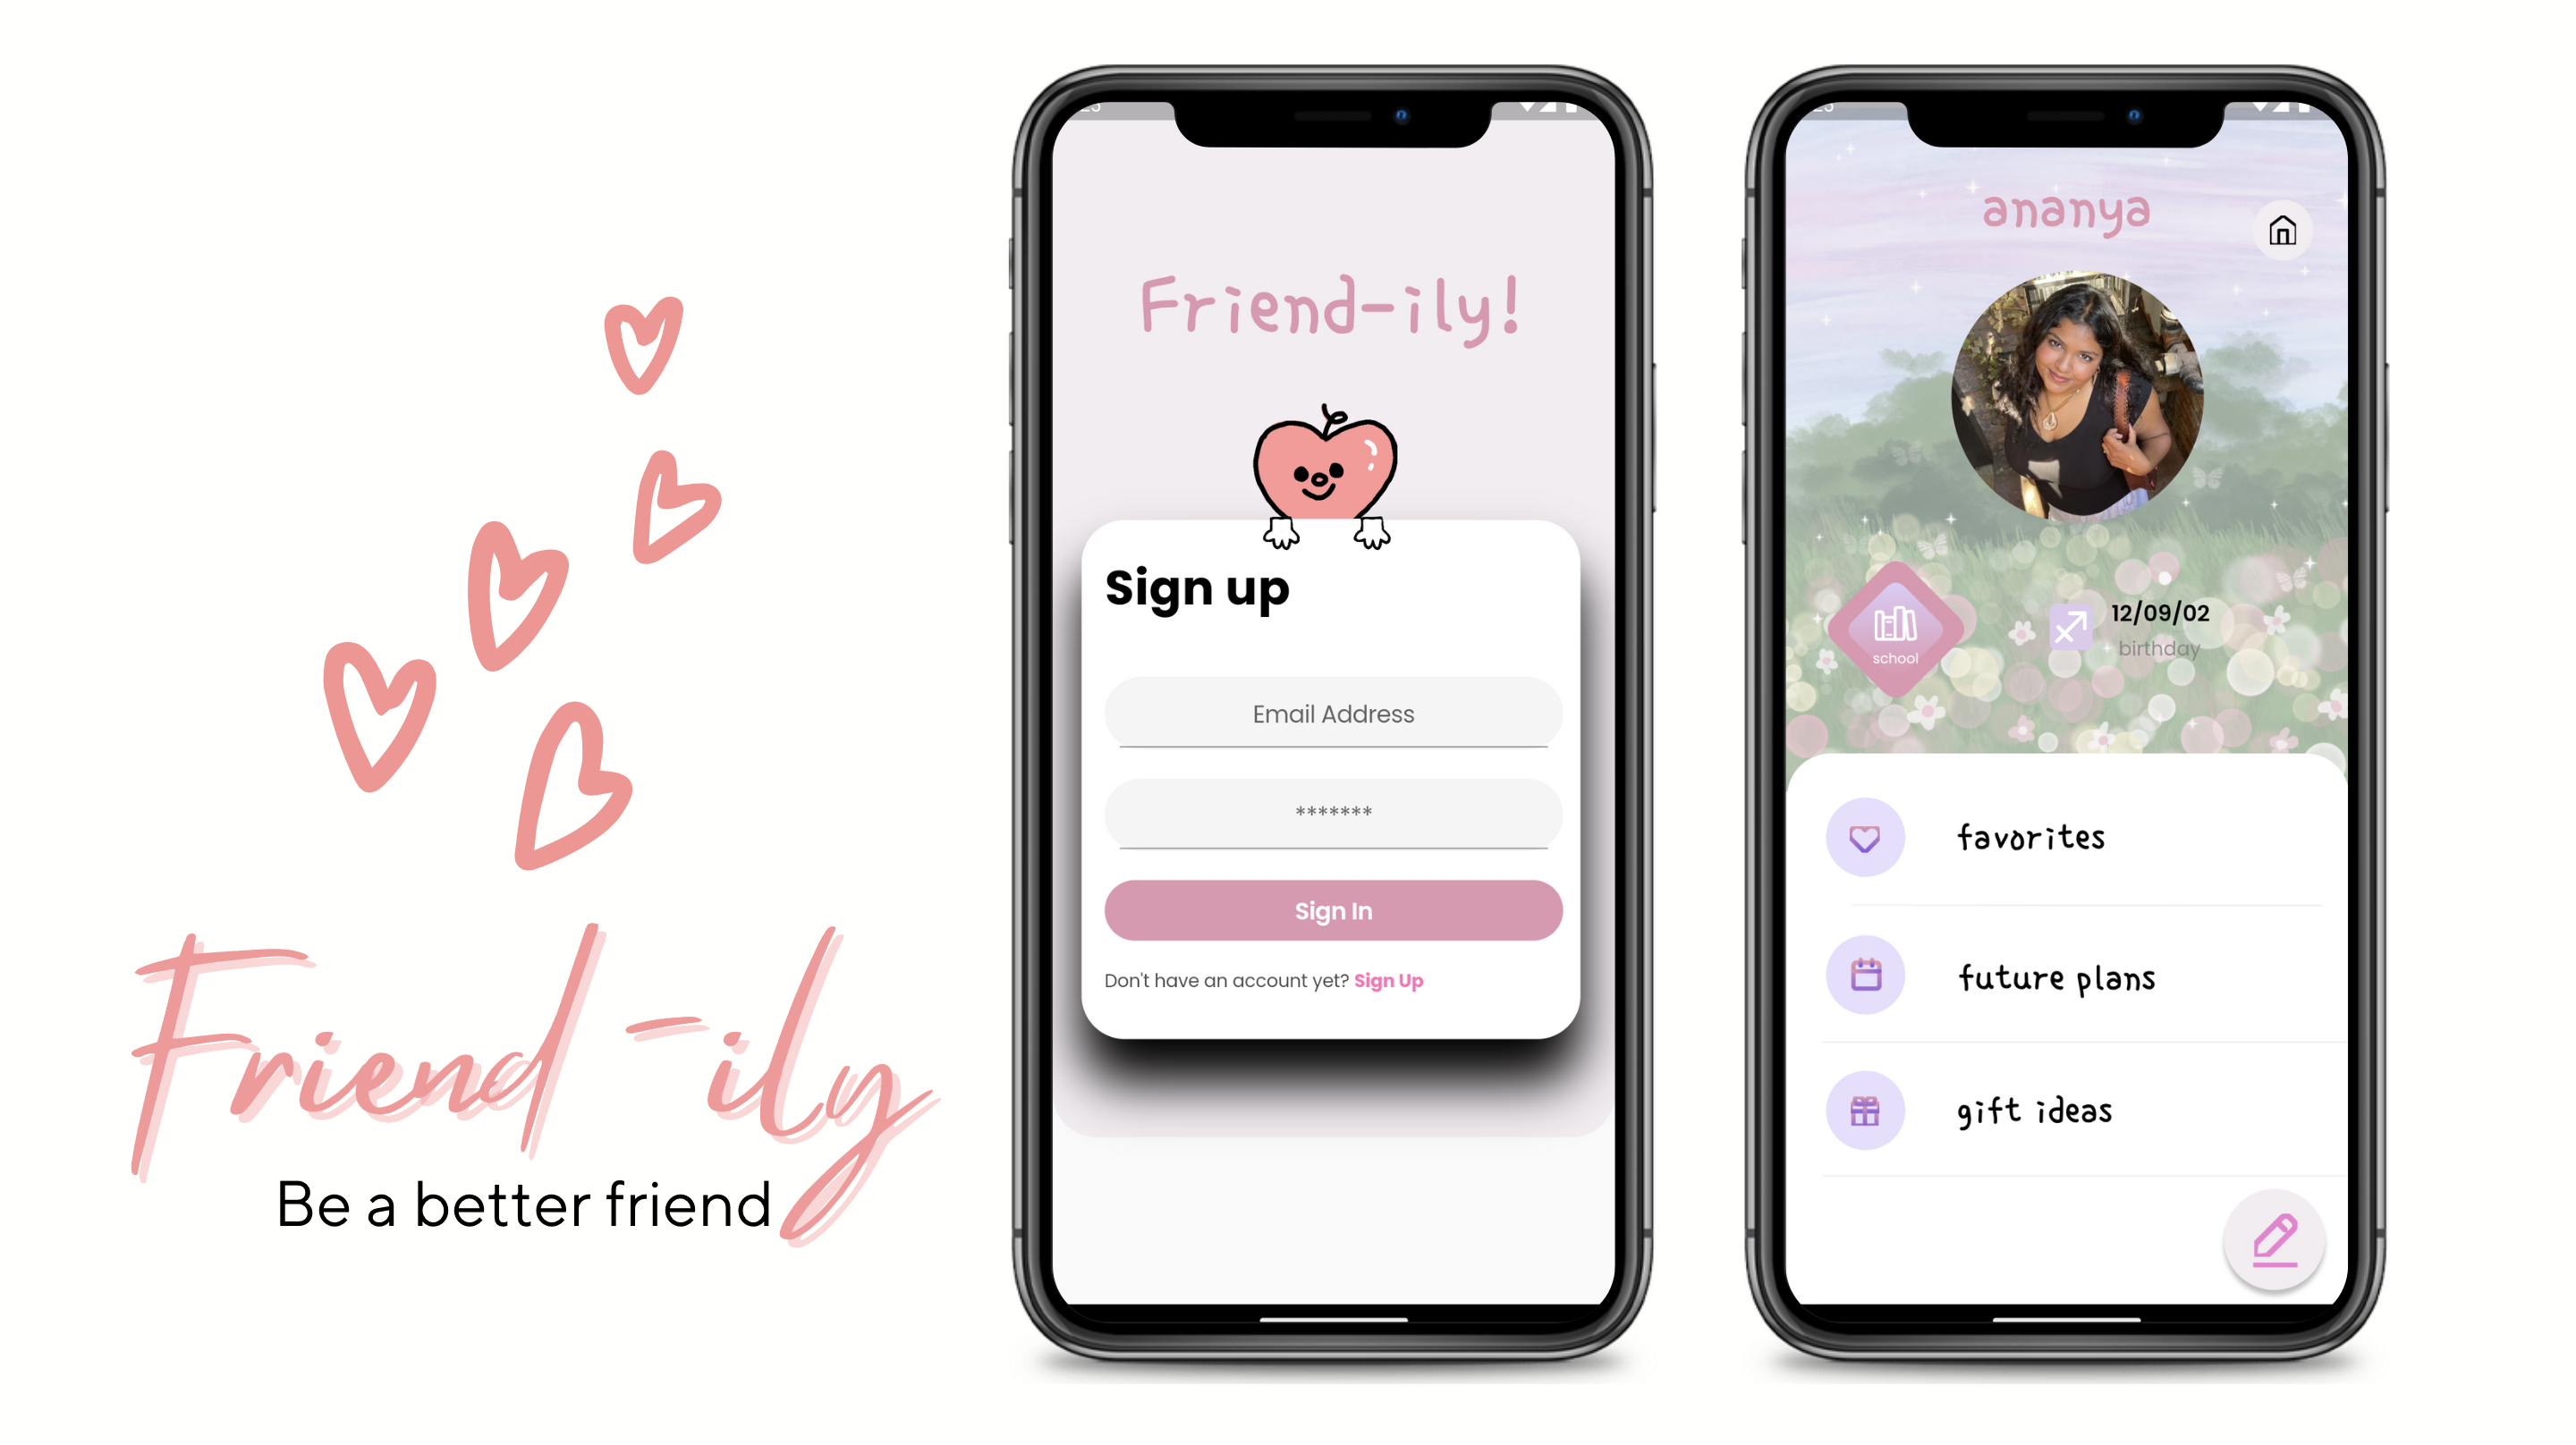 Friend-ily
Be a better friend
Friend-ily!
Sign up
Email Address
*******
Sign In
Don't have an account yet? Sign Up
ananya
school
12/09/02
birthday
favorites
future plans
gift ideas